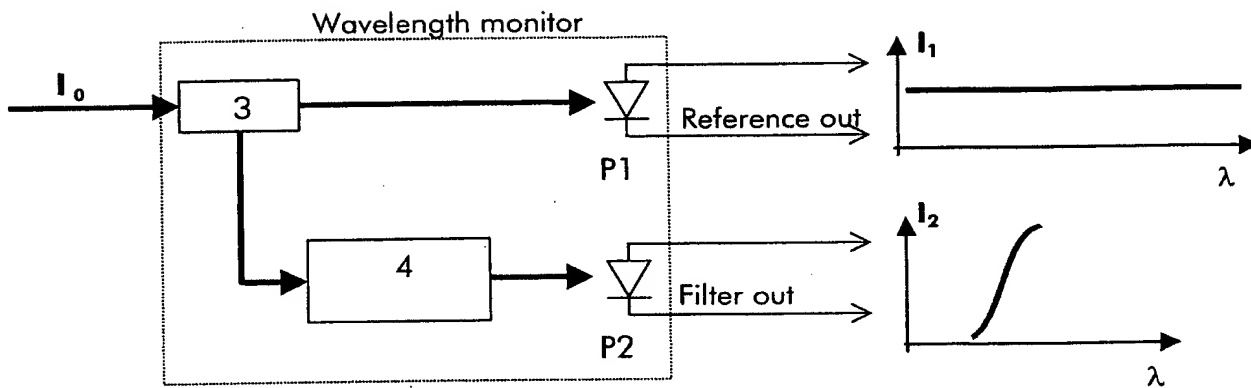 Wavelength monitor
I₀
3
P1
Reference out
I₁
λ
4
P2
Filter out
I₂
λ